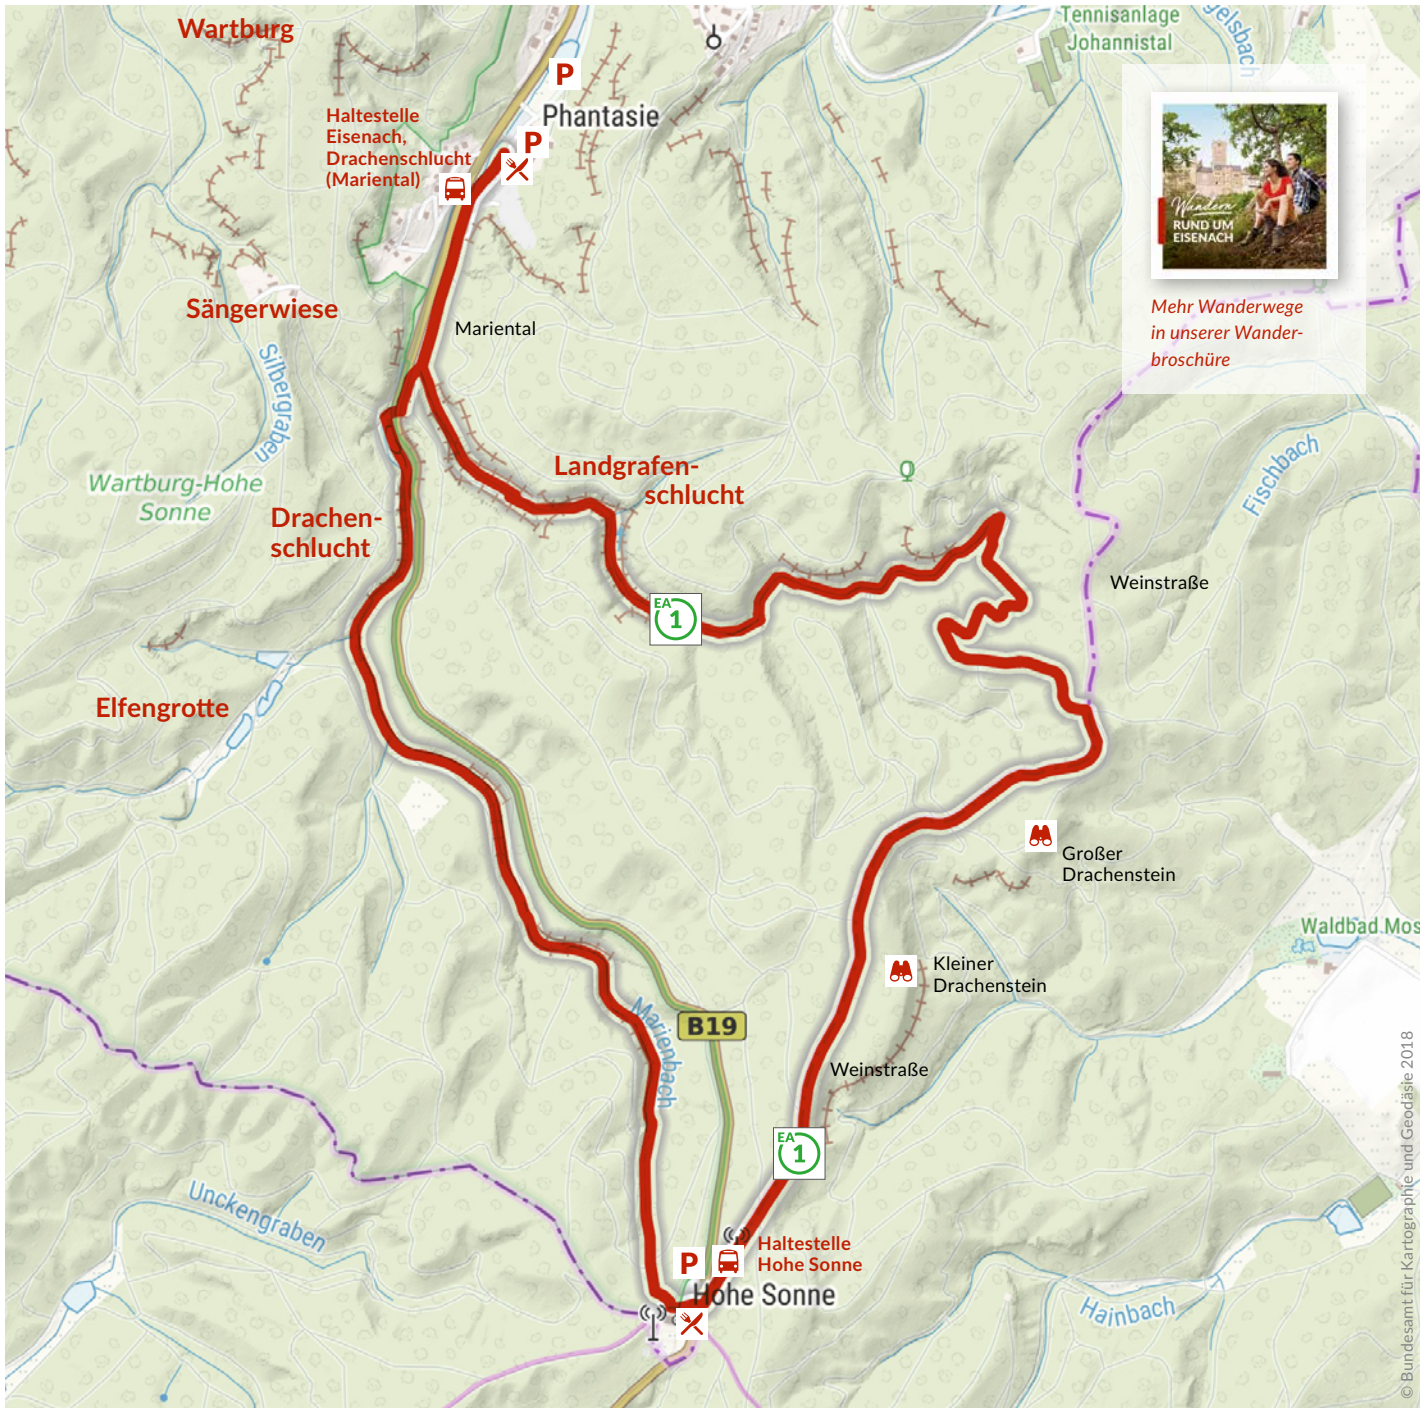 Wartburg
Tennisanlage
Johannistal
gelsbach
P
Phantasie
Haltestelle
Eisenach,
Drachenschlucht
(Mariental)
P
Wandern
RUND UM
EISENACH
Mehr Wanderwege
in unserer Wander-
broschüre
Sängerwiese
Mariental
Silbergraben
Landgrafen-
schlucht
Fischbach
Wartburg-Hohe
Sonne
Drachen-
schlucht
Weinstraße
EA
1
Elfengrotte
Großer
Drachenstein
Waldbad Mos
Kleiner
Drachenstein
Marienbach
B19
Weinstraße
EA
1
Unckengraben
Haltestelle
Hohe Sonne
P
Hohe Sonne
Hainbach
© Bundesamt für Kartographie und Geodäsie 2018